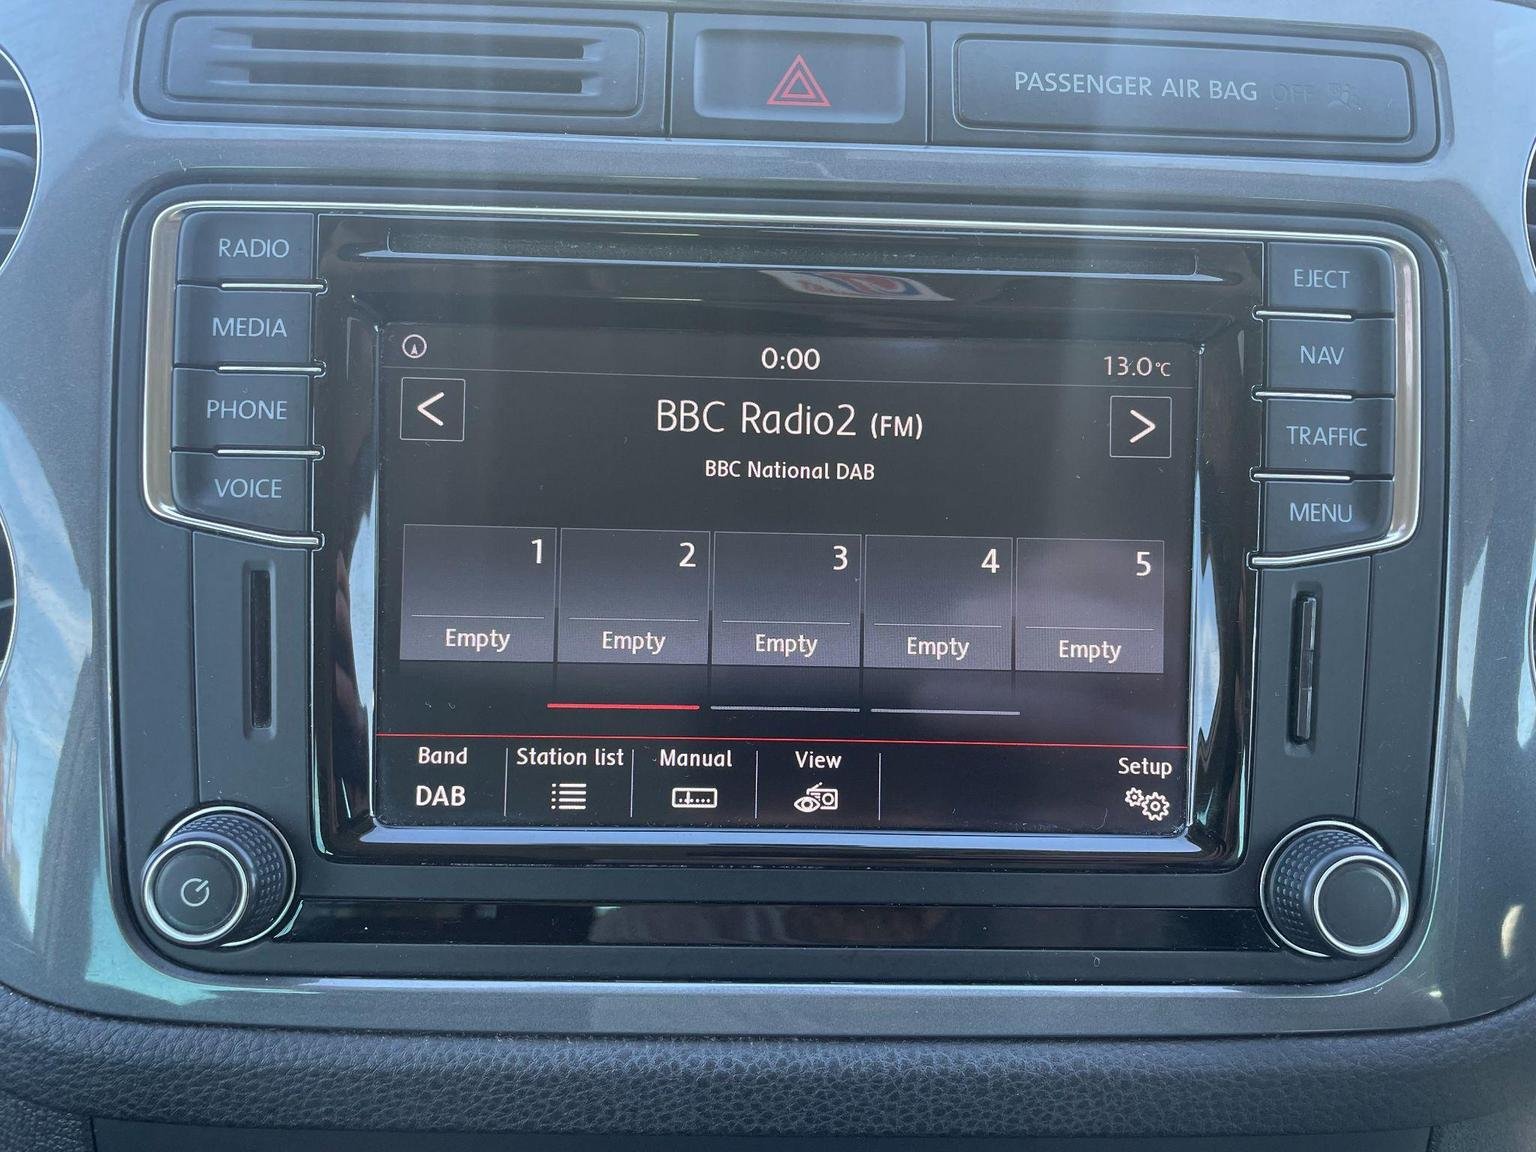 PASSENGER AIR BAG OFF
RADIO
MEDIA
PHONE
VOICE
EJECT
NAV
TRAFFIC
MENU
0:00
13.0°C
<
BBC Radio2 (FM)
>
BBC National DAB
1
2
3
4
5
Empty
Empty
Empty
Empty
Empty
Band
Station list
Manual
View
Setup
DAB